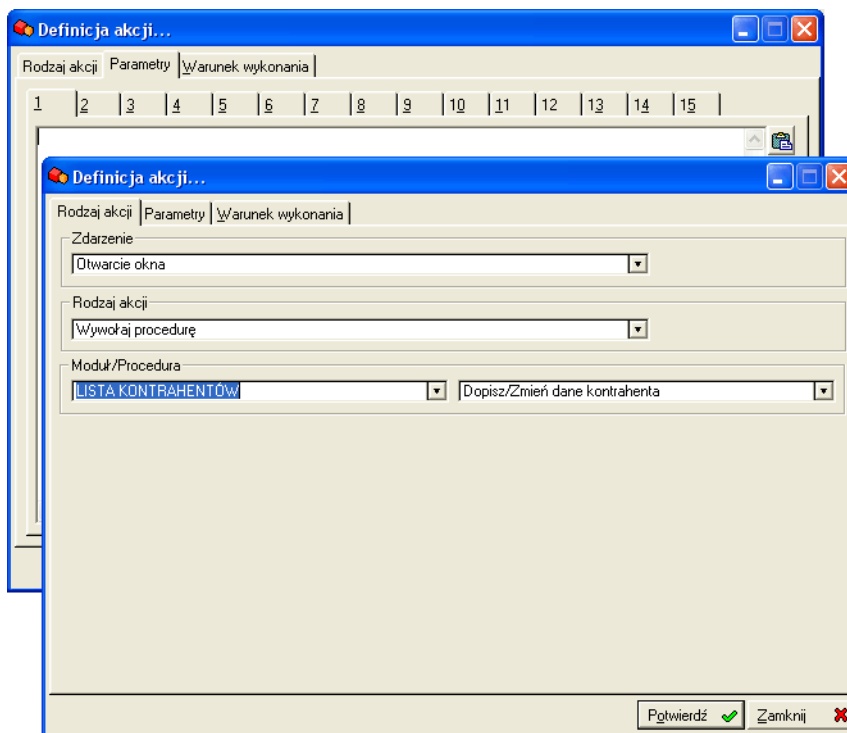 Definicja akcji...
Rodzaj akcji Parametry Warunek wykonania
1 2 3 4 5 6 7 8 9 10 11 12 13 14 15
Definicja akcji...
Rodzaj akcji Parametry Warunek wykonania
Zdarzenie
Otwarcie okna
Rodzaj akcji
Wywołaj procedurę
Moduł/Procedura
LISTA KONTRAHENTÓW Dopisz/Zmień dane kontrahenta
Potwierdź Zamknij